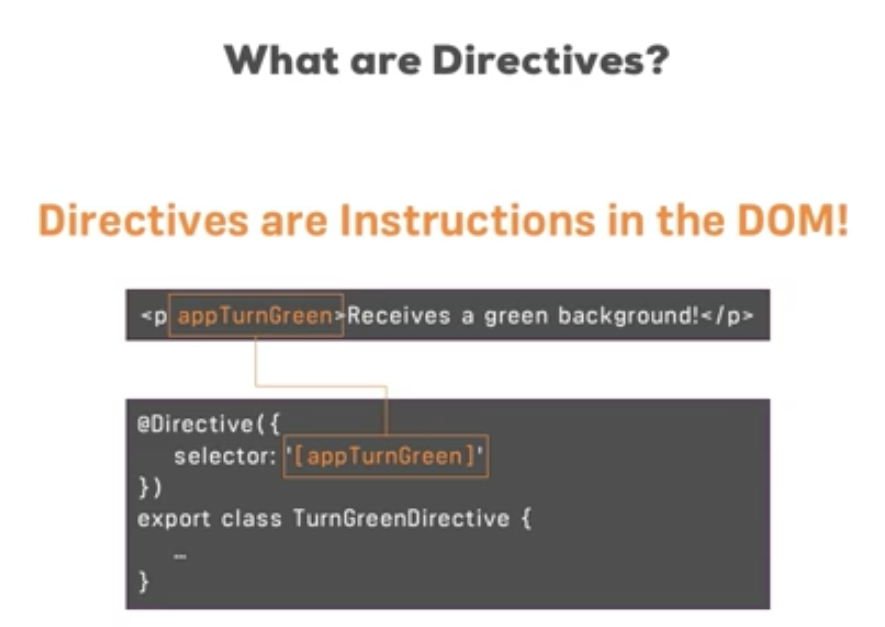 What are Directives?
Directives are Instructions in the DOM!
<p appTurnGreen>Receives a green background!</p>
@Directive({
selector: '[appTurnGreen]'
})
export class TurnGreenDirective {
…
}